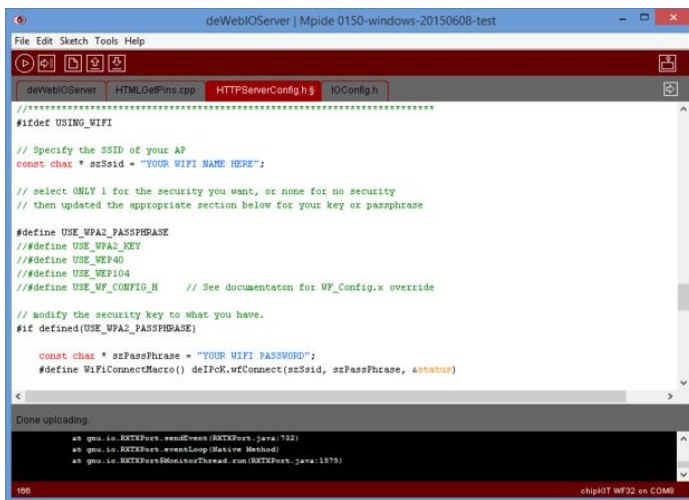 deWebIOServer | Mpide 0150-windows-20150608-test
File Edit Sketch Tools Help
deWebIOServer HTMLGetPins.cpp HTTPServerConfig.h § IOConfig.h
#ifdef USING_WIFI
// Specify the SSID of your AP
const char * szSsid = "YOUR WIFI NAME HERE";
// select ONLY 1 for the security you want, or none for no security
// then updated the appropriate section below for your key or passphrase
#define USE_WPA2_PASSPHRASE
//#define USE_WPA2_KEY
//#define USE_WEP40
//#define USE_WEP104
//#define USE_WF_CONFIG_H // See documentaton for WF_Config.x override
// modify the security key to what you have.
#if defined(USE_WPA2_PASSPHRASE)
const char * szPassPhrase = "YOUR WIFI PASSWORD";
#define WiFiConnectMacro() deIPcK.wfConnect(szSsid, szPassPhrase, &status)
Done uploading.
at gnu.io.RXTXPort.sendEvent(RXTXPort.java:732)
at gnu.io.RXTXPort.eventLoop(Native Method)
at gnu.io.RXTXPort$MonitorThread.run(RXTXPort.java:1575)
166 chipKIT WF32 on COM8